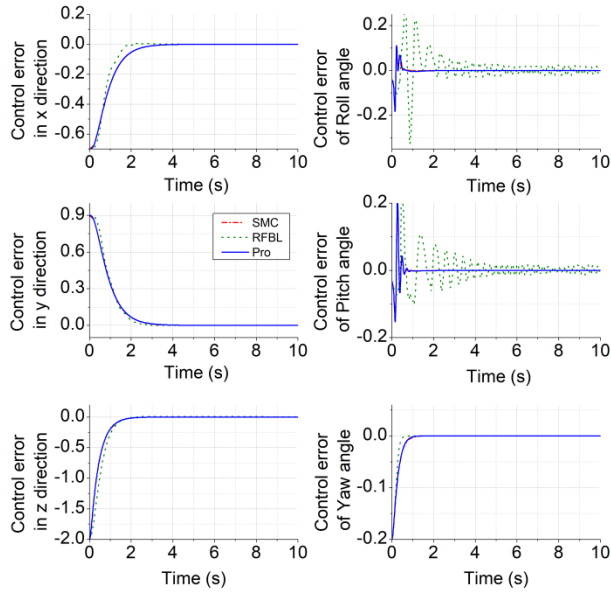 Control error
in x direction
0.0
-0.2
-0.4
-0.6
0 2 4 6 8 10
Time (s)
Control error
of Roll angle
0.2
0.0
-0.2
0 2 4 6 8 10
Time (s)
Control error
in y direction
0.9
0.6
0.3
0.0
SMC
RFBL
Pro
0 2 4 6 8 10
Time (s)
Control error
of Pitch angle
0.2
0.0
-0.2
0 2 4 6 8 10
Time (s)
Control error
in z direction
0.0
-0.5
-1.0
-1.5
-2.0
0 2 4 6 8 10
Time (s)
Control error
of Yaw angle
0.0
-0.1
-0.2
0 2 4 6 8 10
Time (s)